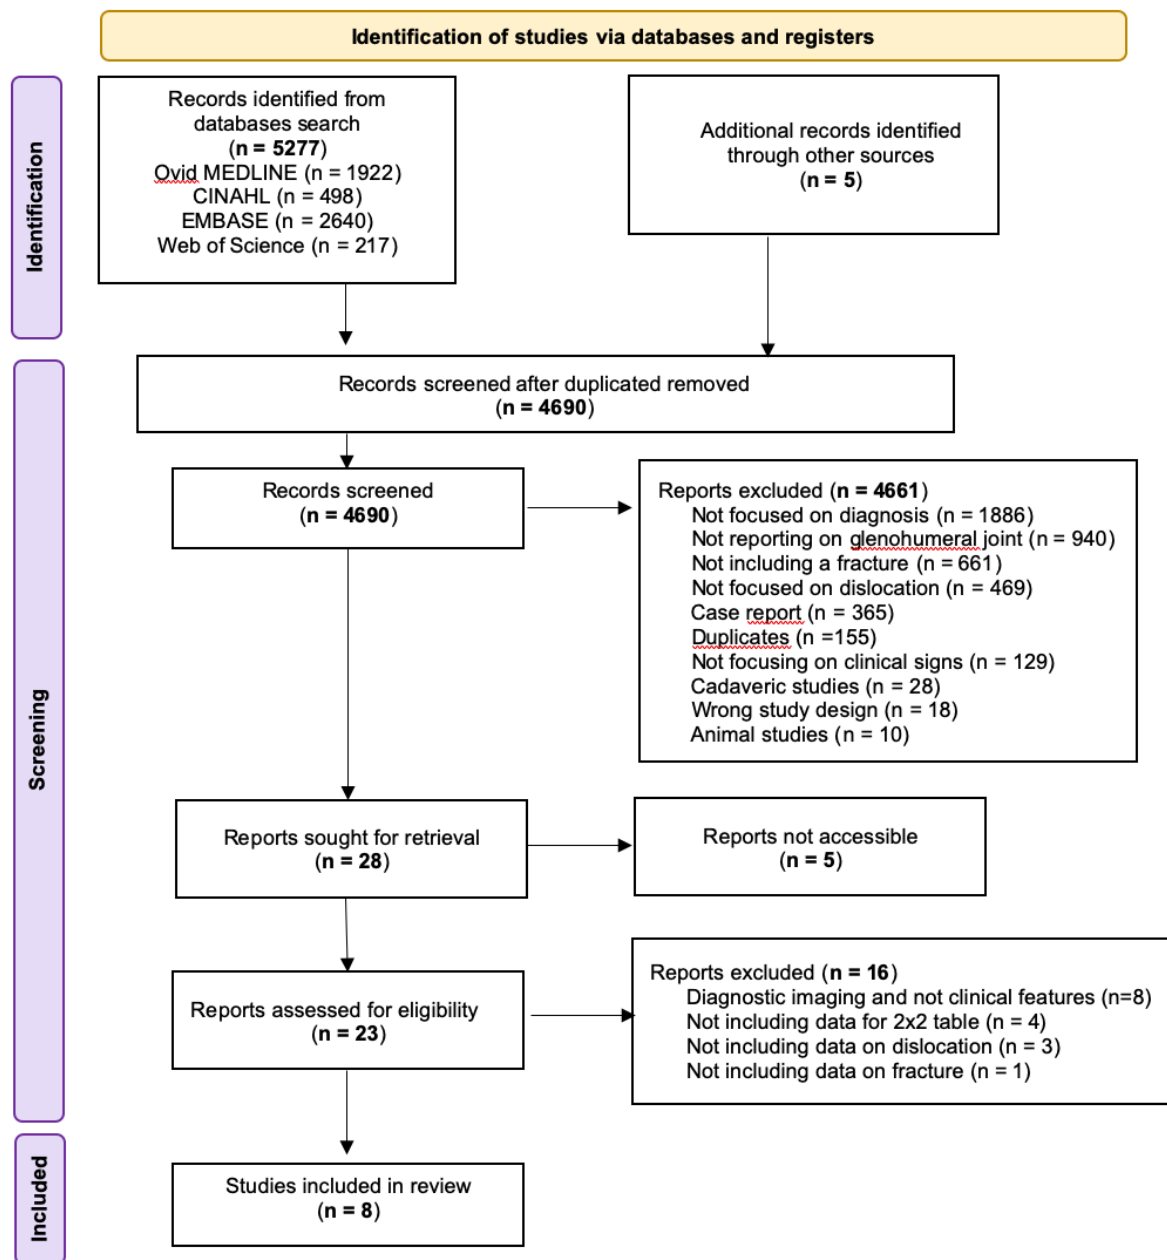 Identification of studies via databases and registers
Identification
Records identified from
databases search
(n = 5277)
Ovid MEDLINE (n = 1922)
CINAHL (n = 498)
EMBASE (n = 2640)
Web of Science (n = 217)
Additional records identified
through other sources
(n = 5)
Screening
Records screened after duplicated removed
(n = 4690)
Records screened
(n = 4690)
Reports excluded (n = 4661)
Not focused on diagnosis (n = 1886)
Not reporting on glenohumeral joint (n = 940)
Not including a fracture (n = 661)
Not focused on dislocation (n = 469)
Case report (n = 365)
Duplicates (n =155)
Not focusing on clinical signs (n = 129)
Cadaveric studies (n = 28)
Wrong study design (n = 18)
Animal studies (n = 10)
Reports sought for retrieval
(n = 28)
Reports not accessible
(n = 5)
Reports assessed for eligibility
(n = 23)
Reports excluded (n = 16)
Diagnostic imaging and not clinical features (n=8)
Not including data for 2x2 table (n = 4)
Not including data on dislocation (n = 3)
Not including data on fracture (n = 1)
Included
Studies included in review
(n = 8)